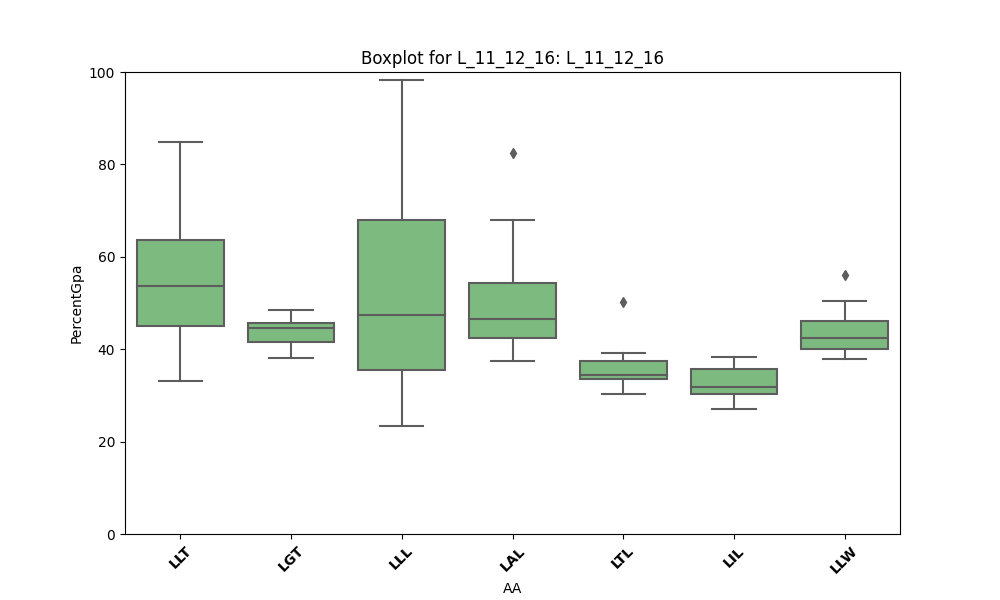 Boxplot for L_11_12_16: L_11_12_16
100
80
60
40
20
0
PercentGpa
LLT
LGT
LLL
LAL
LTL
LIL
LLW
AA